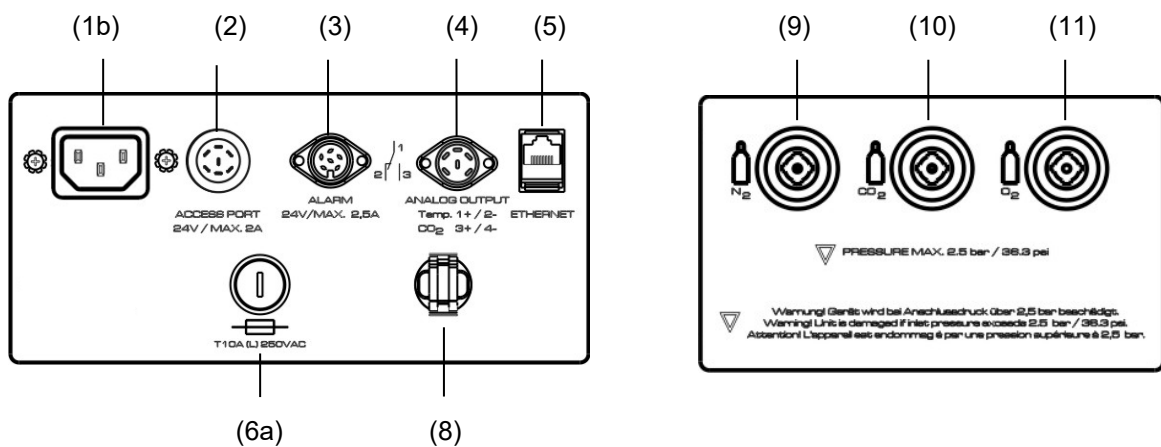 (1b) (2) (3) (4) (5)
(9) (10) (11)
1
2 3
ACCESS PORT
24V / MAX. 2A
ALARM
24V/MAX. 2,5A
ANALOG OUTPUT
Temp. 1+ / 2-
CO2 3+ / 4-
ETHERNET
T10A (L) 250VAC
(6a) (8)
N2
CO2
O2
PRESSURE MAX. 2.5 bar / 36.3 psi
Warnung! Gerät wird bei Anschlussdruck über 2,5 bar beschädigt.
Warning! Unit is damaged if inlet pressure exceeds 2.5 bar / 36.3 psi.
Attention! L'appareil est endommag é par une pression supérieure à 2,5 bar.